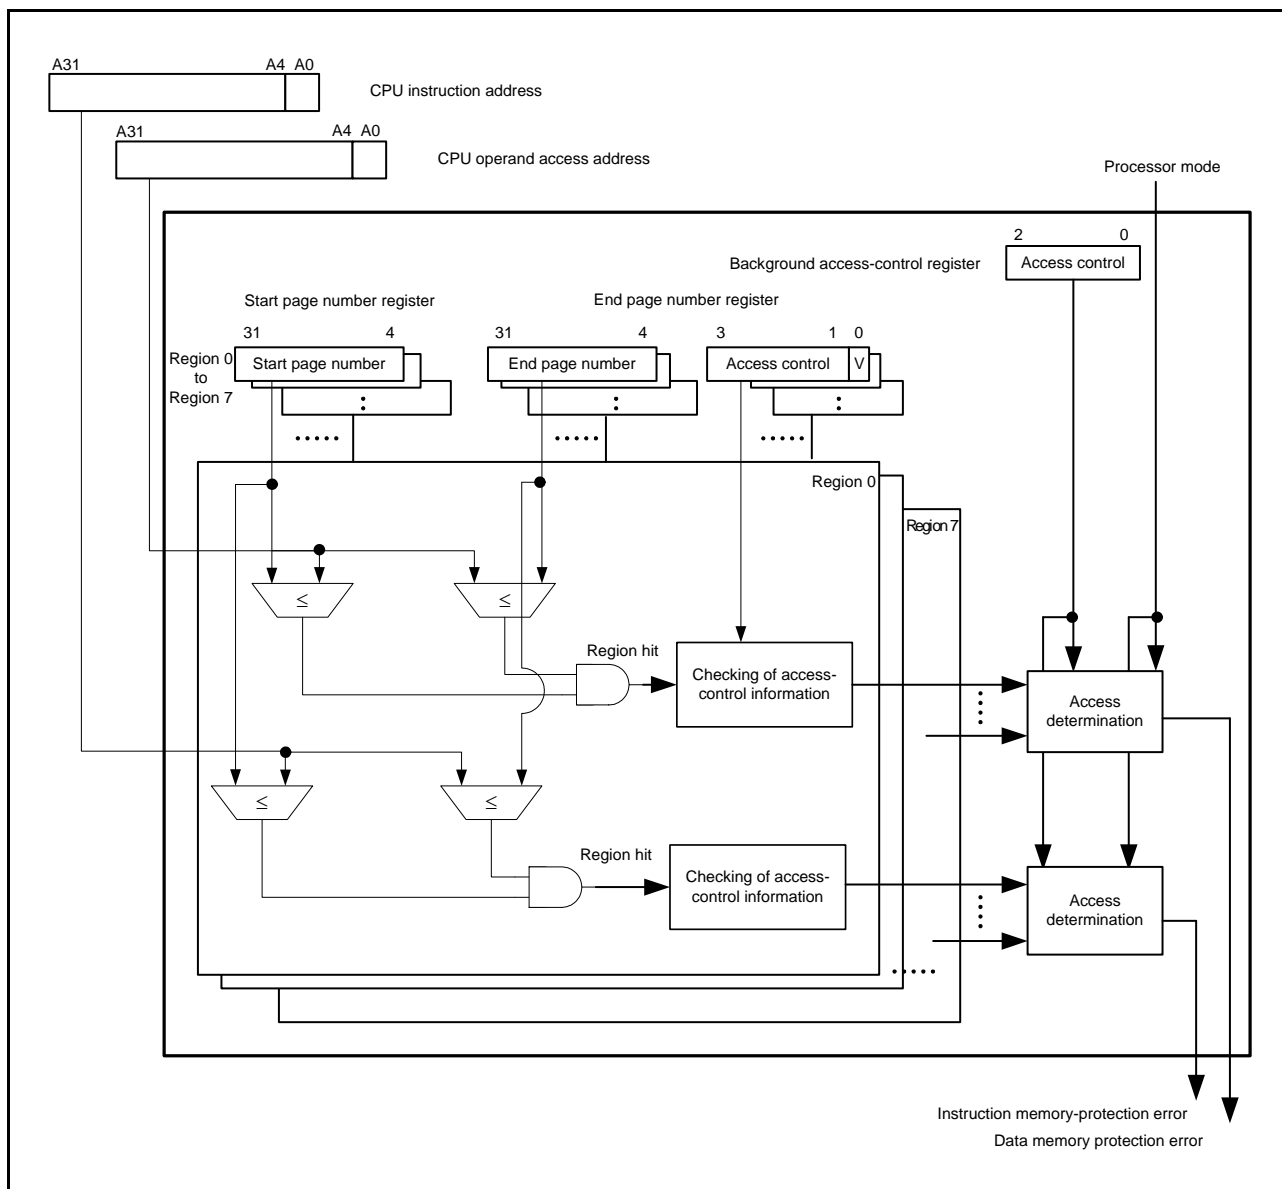 A31 A4 A0
CPU instruction address
A31 A4 A0
CPU operand access address
Processor mode
2 0
Background access-control register
Access control
Start page number register
End page number register
31 4
31 4
3 1 0
Region 0
to
Region 7
Start page number
End page number
Access control V
Region 0
Region 7
≤
≤
Region hit
Checking of access-
control information
Access
determination
≤
≤
Region hit
Checking of access-
control information
Access
determination
Instruction memory-protection error
Data memory protection error